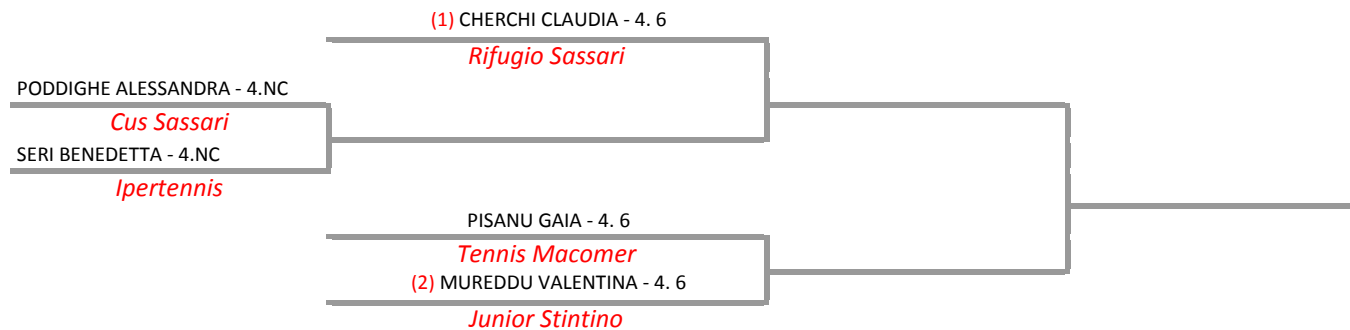 (1) CHERCHI CLAUDIA - 4. 6
Rifugio Sassari
PODDIGHE ALESSANDRA - 4.NC
Cus Sassari
SERI BENEDETTA - 4.NC
Ipertennis
PISANU GAIA - 4. 6
Tennis Macomer
(2) MUREDDU VALENTINA - 4. 6
Junior Stintino